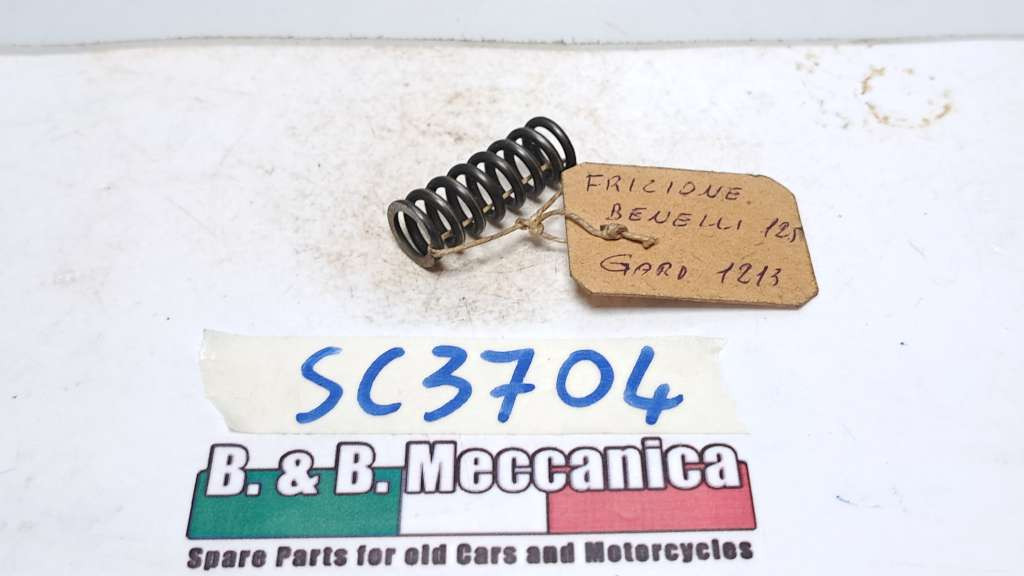 FRICIONE
BENELLI 125
GARD 1213
SC3704
B. & B. Meccanica
Spare Parts for old Cars and Motorcycles